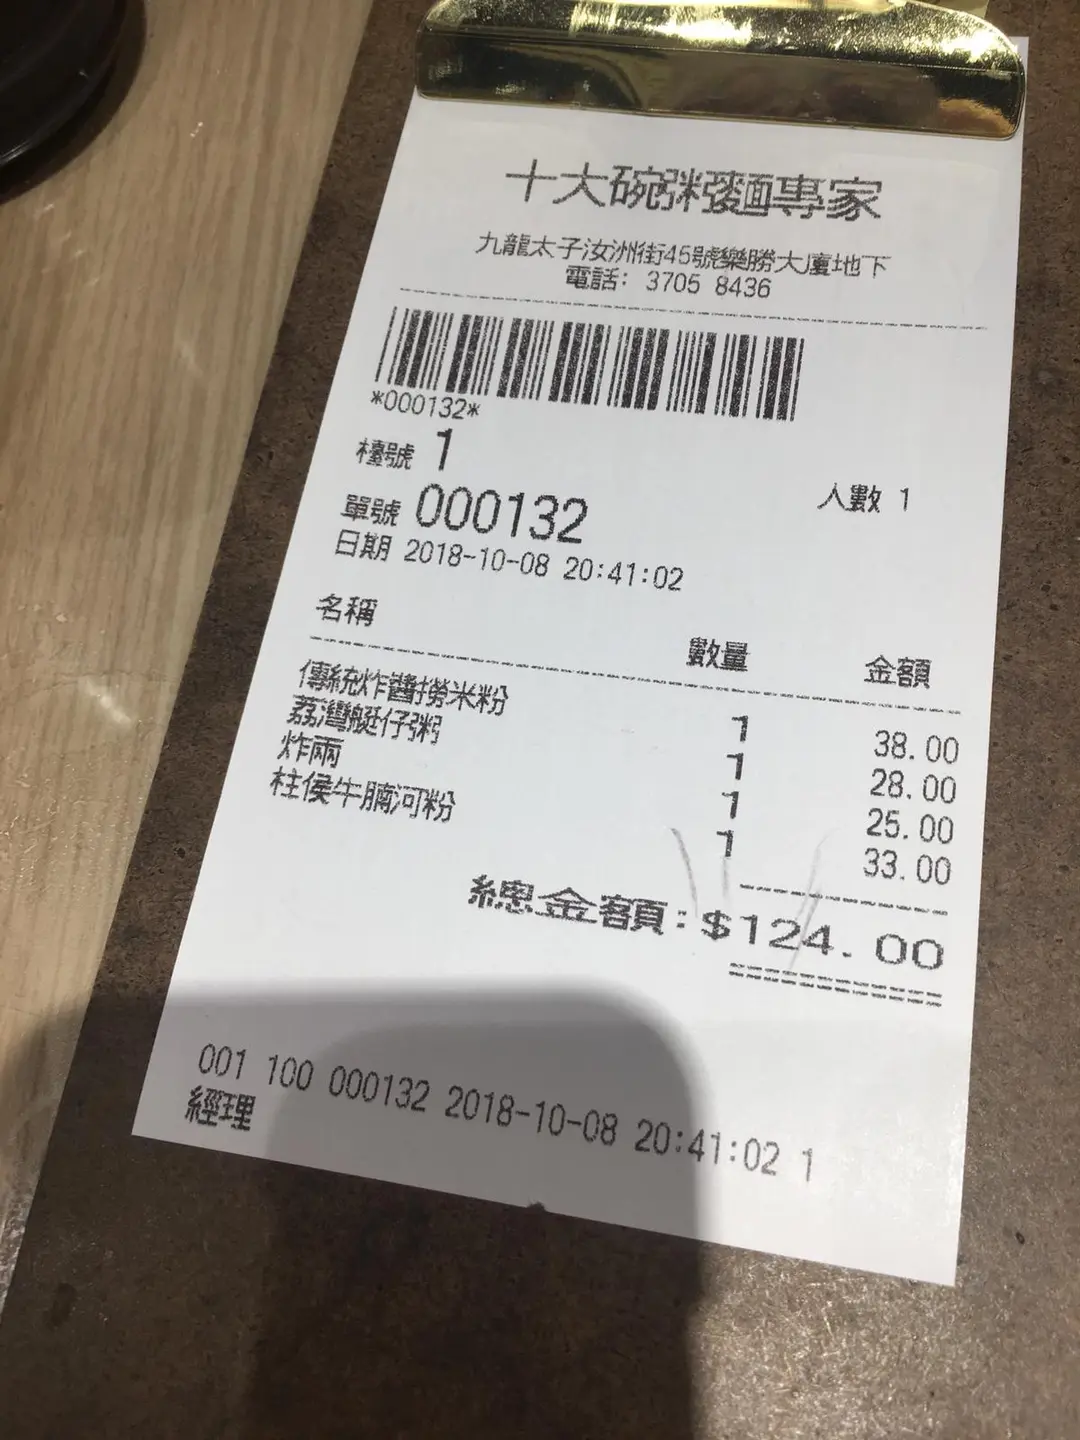 十大碗粥麵專家
九龍太子汝洲街45號樂勝大廈地下
電話: 3705 8436
*000132*
檯號 1
人數 1
單號 000132
日期 2018-10-08 20:41:02
名稱 數量 金額
傳統炸醬撈米粉 1 38.00
荔灣艇仔粥 1 28.00
炸兩 1 25.00
柱侯牛腩河粉 1 33.00
總金額:$124.00
001 100 000132 2018-10-08 20:41:02 1
經理